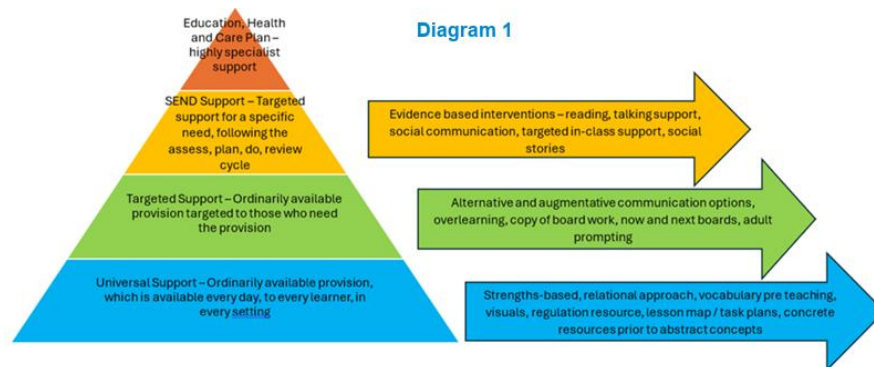 Diagram 1
Education, Health
and Care Plan –
highly specialist
support
SEND Support – Targeted
support for a specific
need, following the
assess, plan, do, review
cycle
Evidence based interventions – reading, talking support,
social communication, targeted in-class support, social
stories
Targeted Support – Ordinarily available
provision targeted to those who need
the provision
Alternative and augmentative communication options,
overlearning, copy of board work, now and next boards, adult
prompting
Universal Support – Ordinarily available provision,
which is available every day, to every learner, in
every setting
Strengths-based, relational approach, vocabulary pre teaching,
visuals, regulation resource, lesson map / task plans, concrete
resources prior to abstract concepts